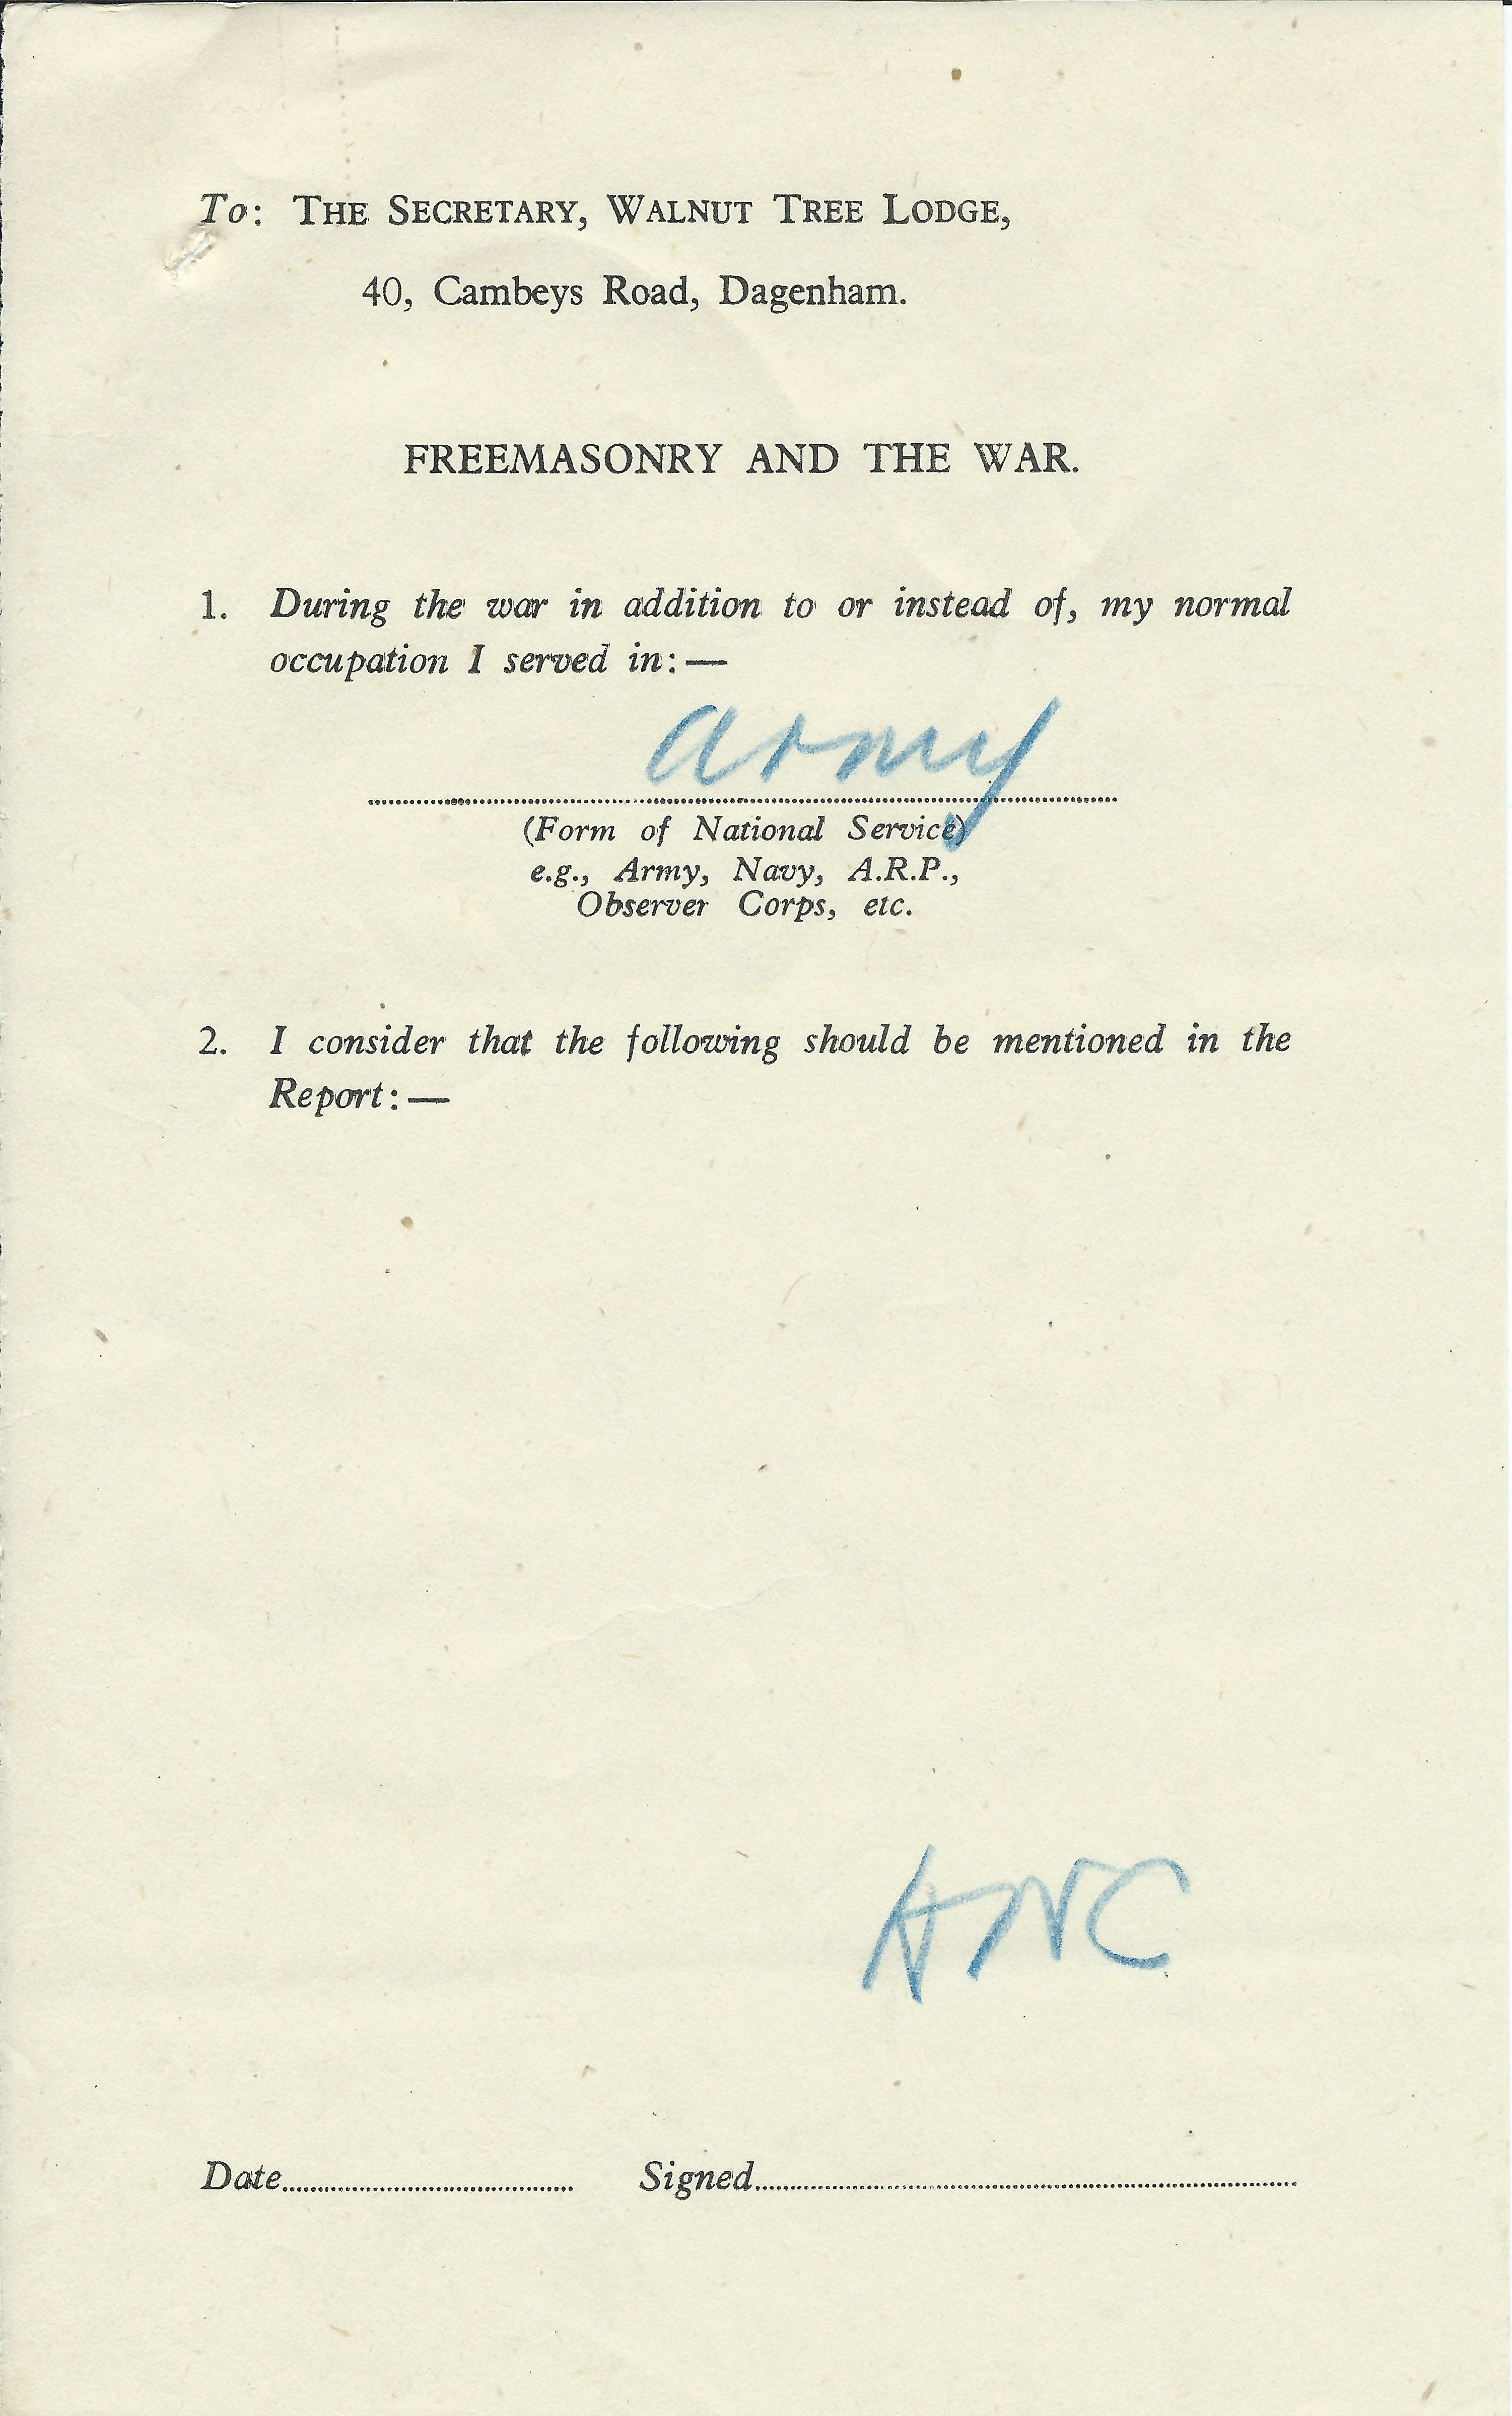 To: THE SECRETARY, WALNUT TREE LODGE,
40, Cambeys Road, Dagenham.
FREEMASONRY AND THE WAR.
1. During the war in addition to or instead of, my normal
occupation I served in:—
army
(Form of National Service)
e.g., Army, Navy, A.R.P.,
Observer Corps, etc.
2. I consider that the following should be mentioned in the
Report:—
Date
Signed